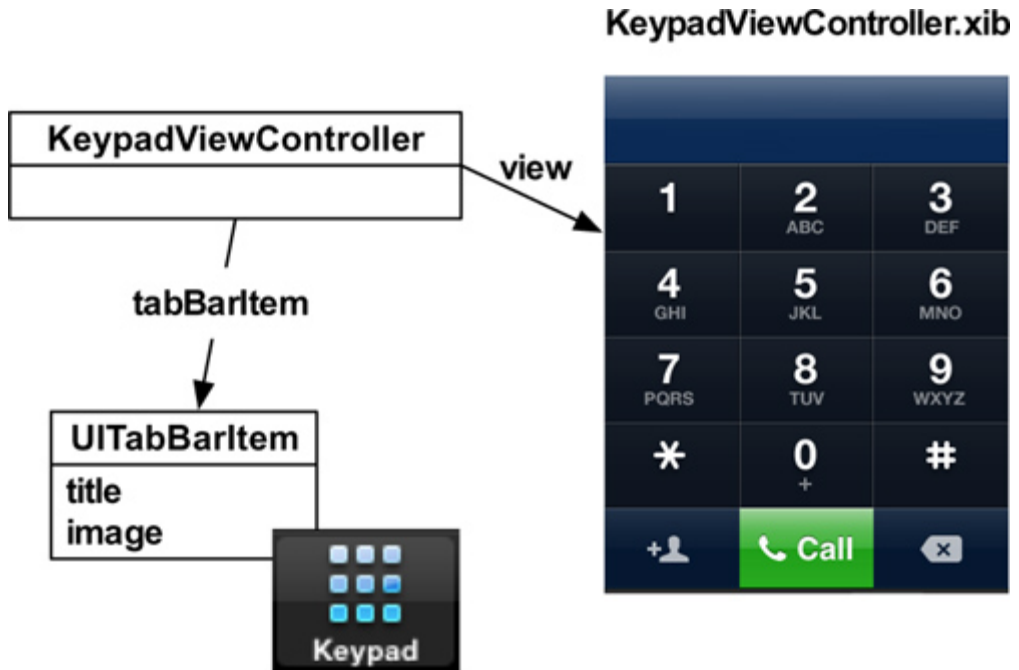 KeypadViewController.xib
KeypadViewController
view
tabBarItem
UITabBarItem
title
image
Keypad
1 2 3
ABC DEF
4 5 6
GHI JKL MNO
7 8 9
PQRS TUV WXYZ
* 0 #
+
+ Call ×